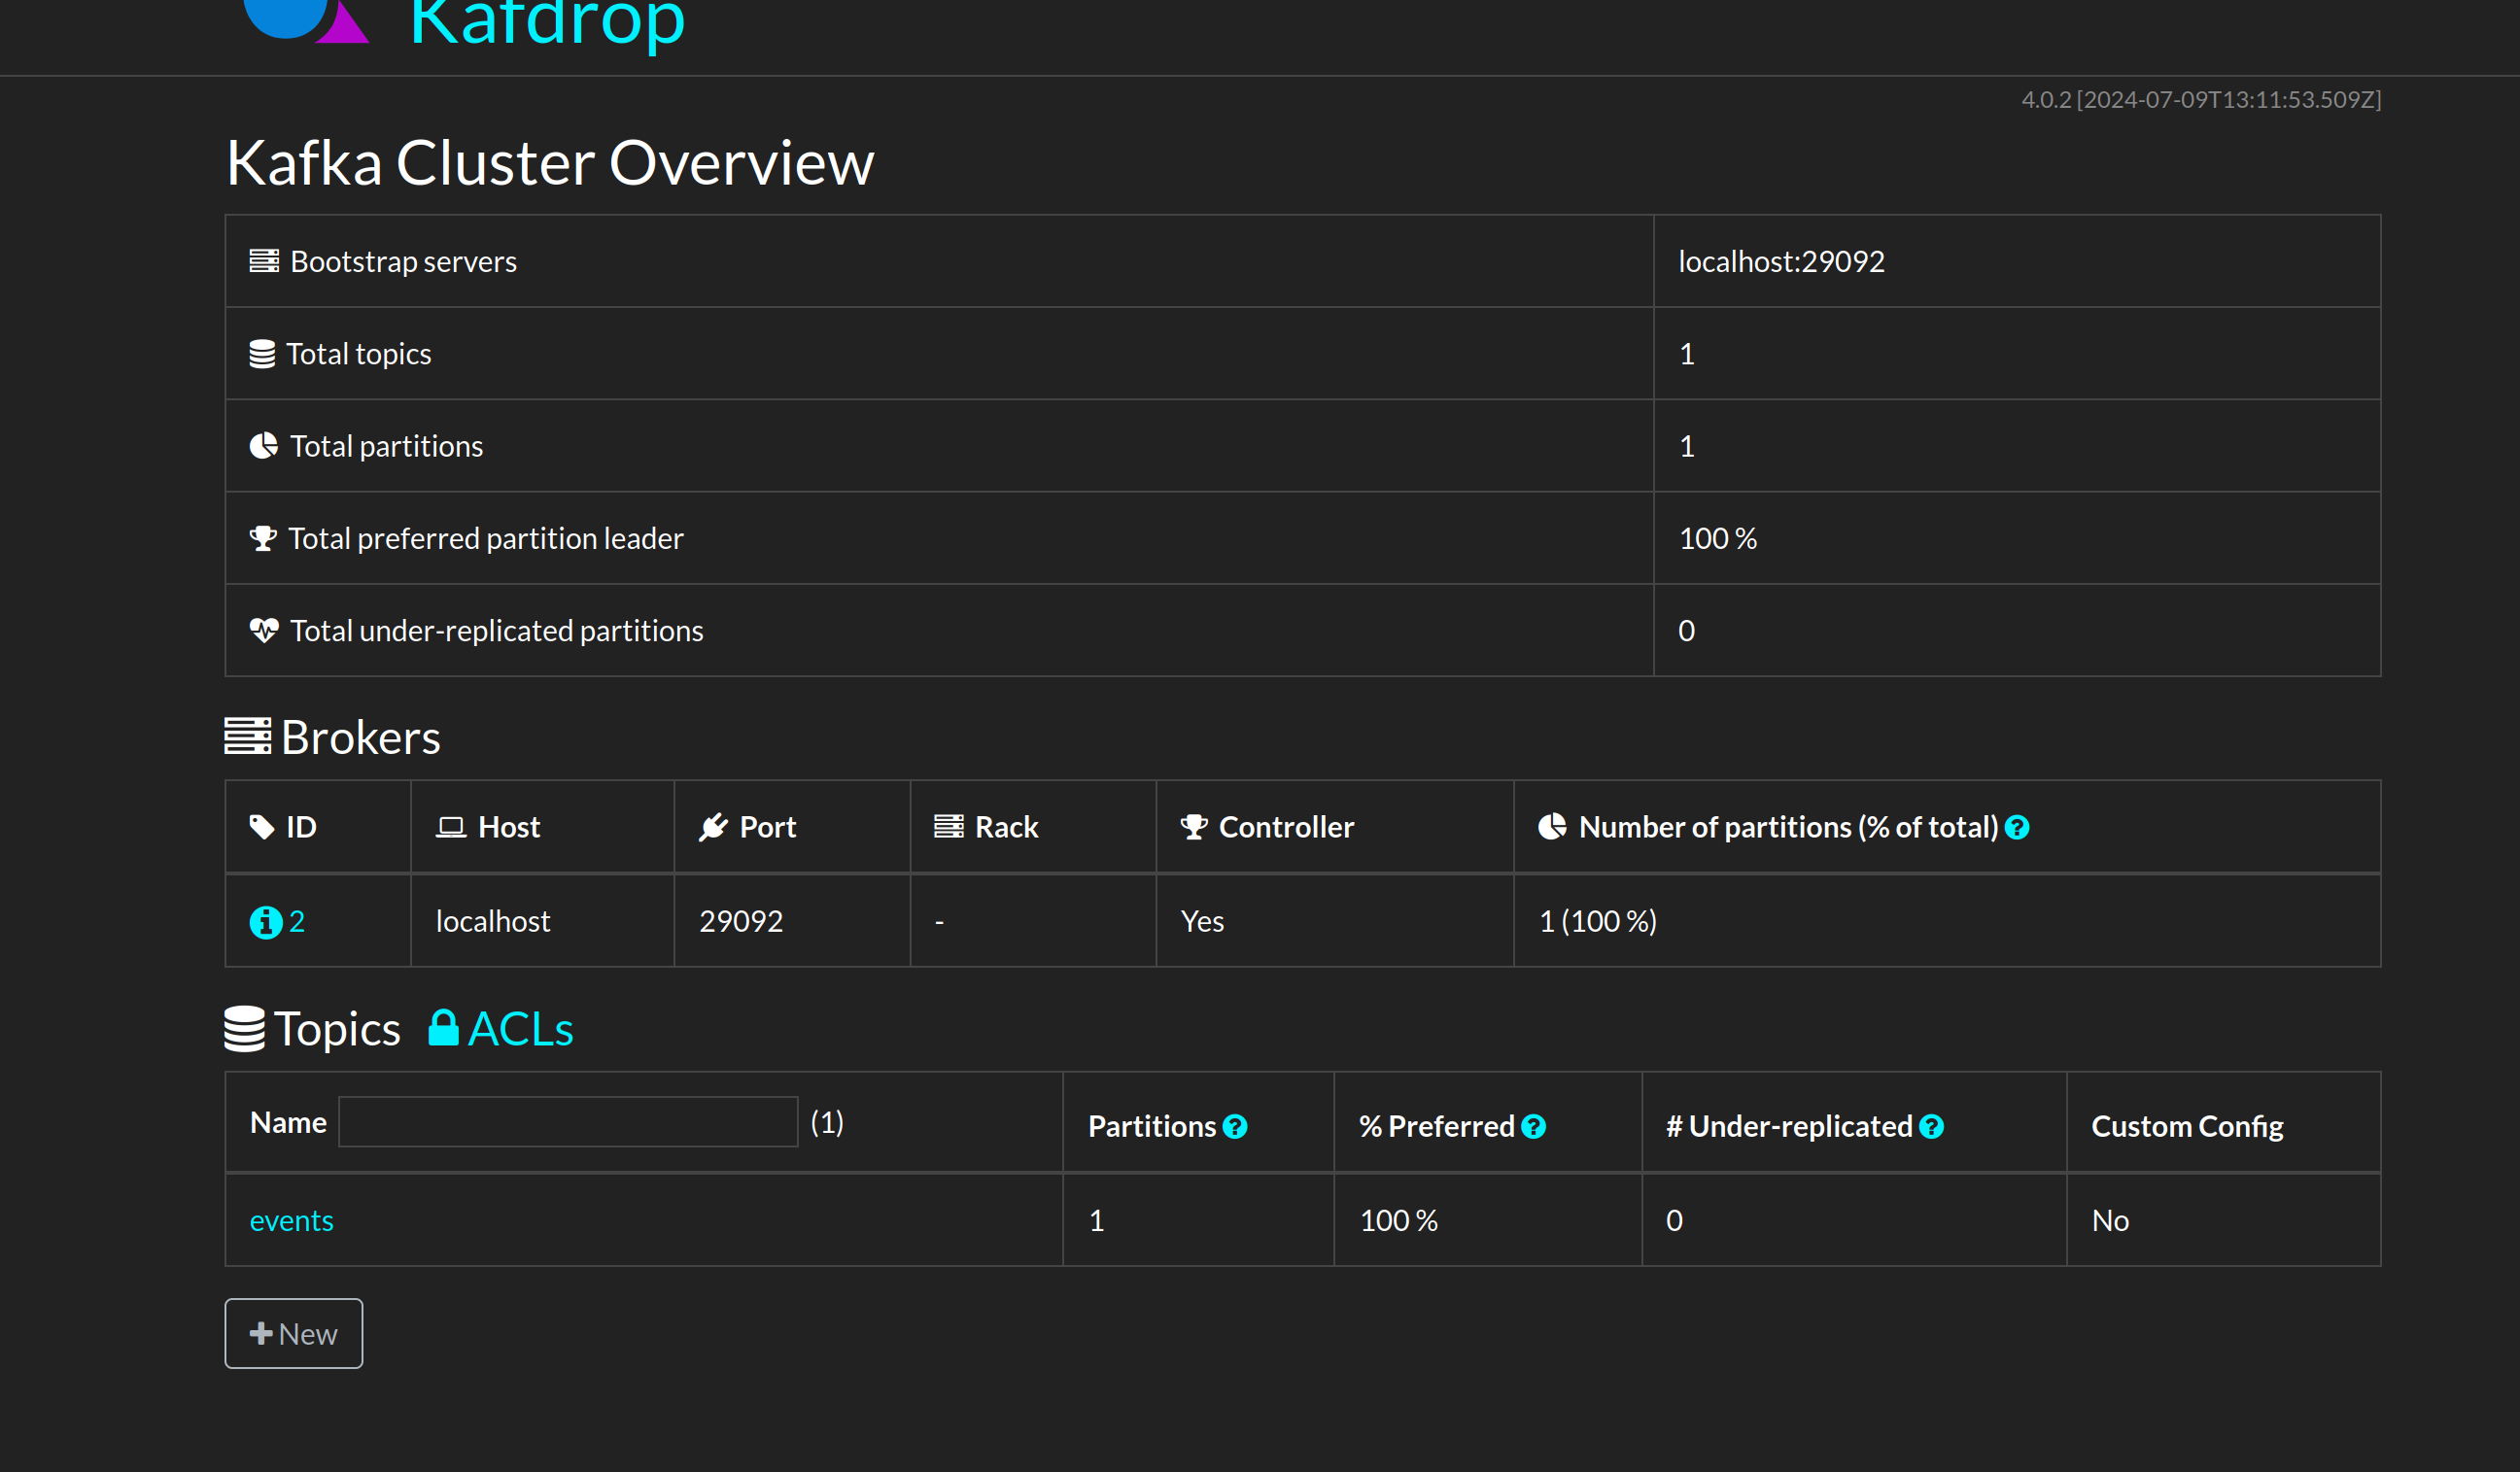 Kafdrop
4.0.2 [2024-07-09T13:11:53.509Z]
Kafka Cluster Overview
Bootstrap servers localhost:29092
Total topics 1
Total partitions 1
Total preferred partition leader 100 %
Total under-replicated partitions 0
Brokers
ID Host Port Rack Controller Number of partitions (% of total)
2 localhost 29092 - Yes 1 (100 %)
Topics ACLs
Name (1) Partitions % Preferred # Under-replicated Custom Config
events 1 100 % 0 No
New